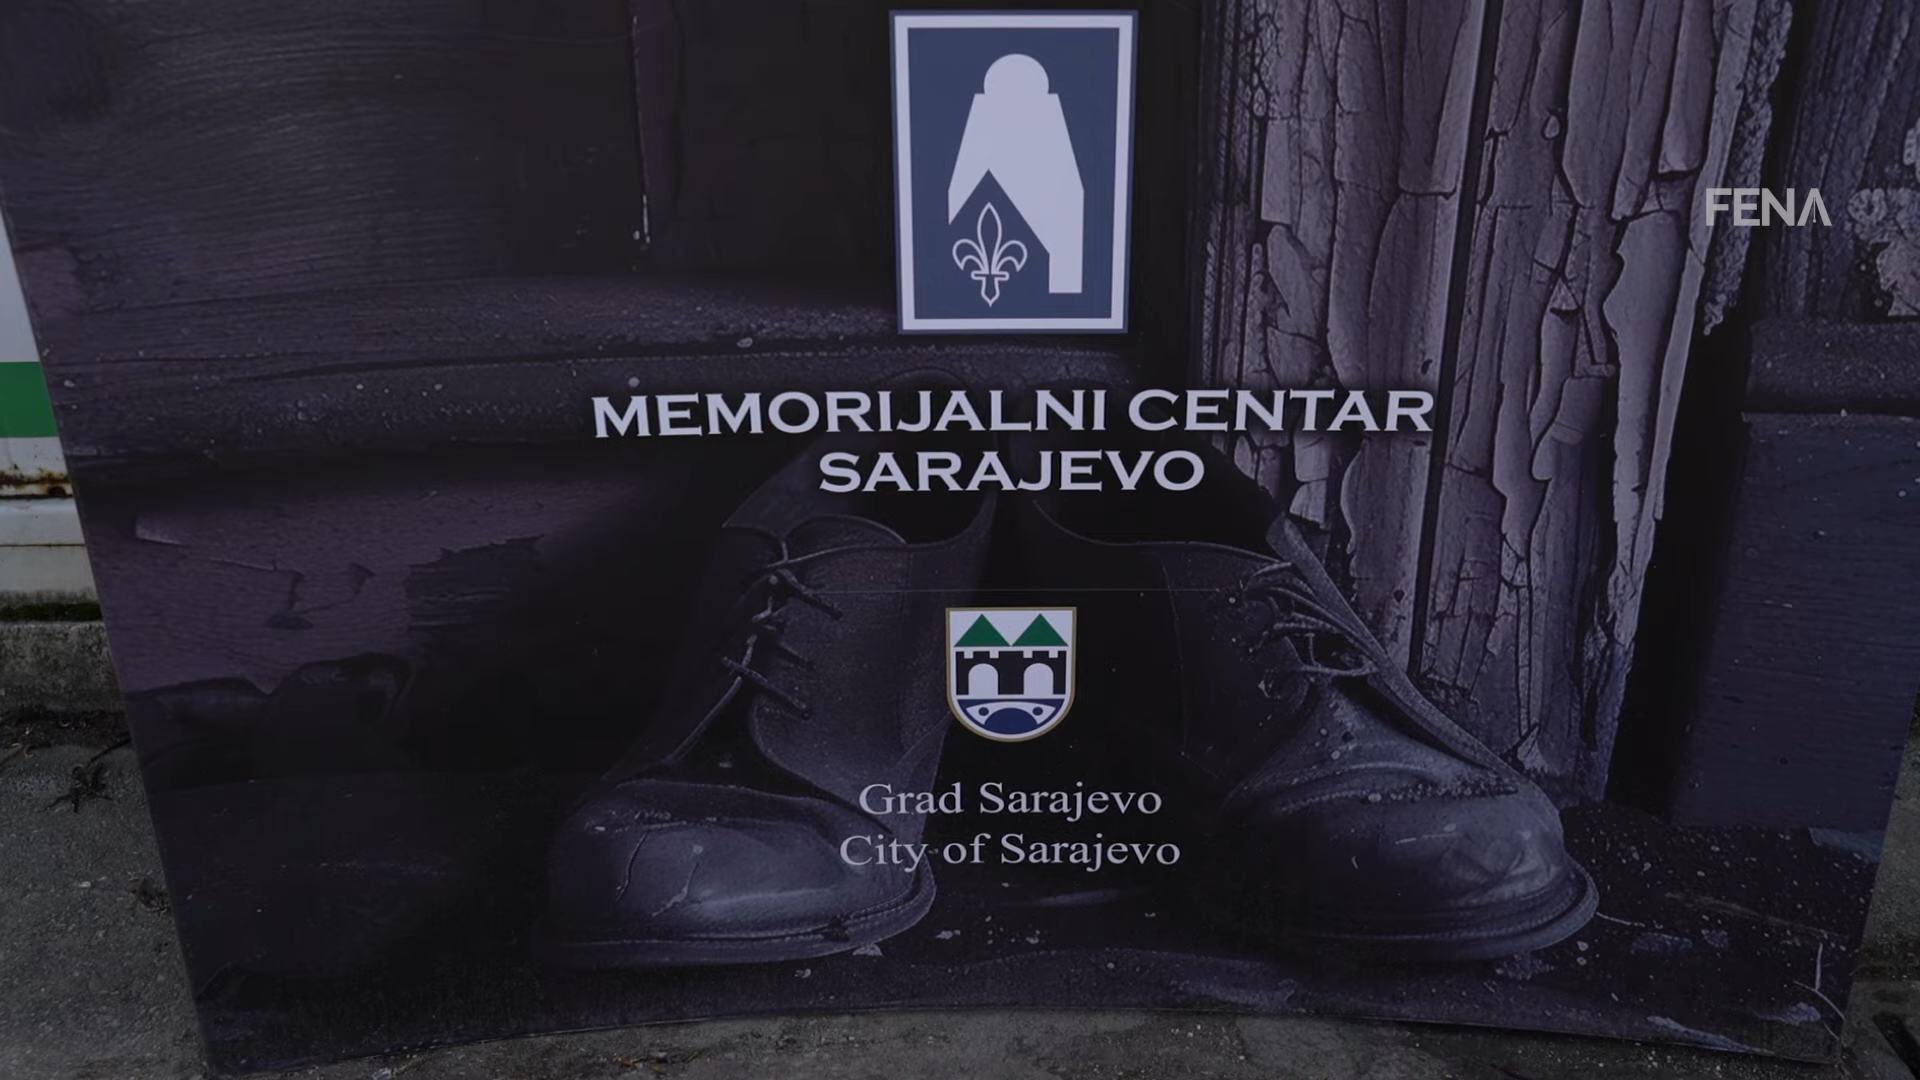 FENA
MEMORIJALNI CENTAR
SARAJEVO
Grad Sarajevo
City of Sarajevo